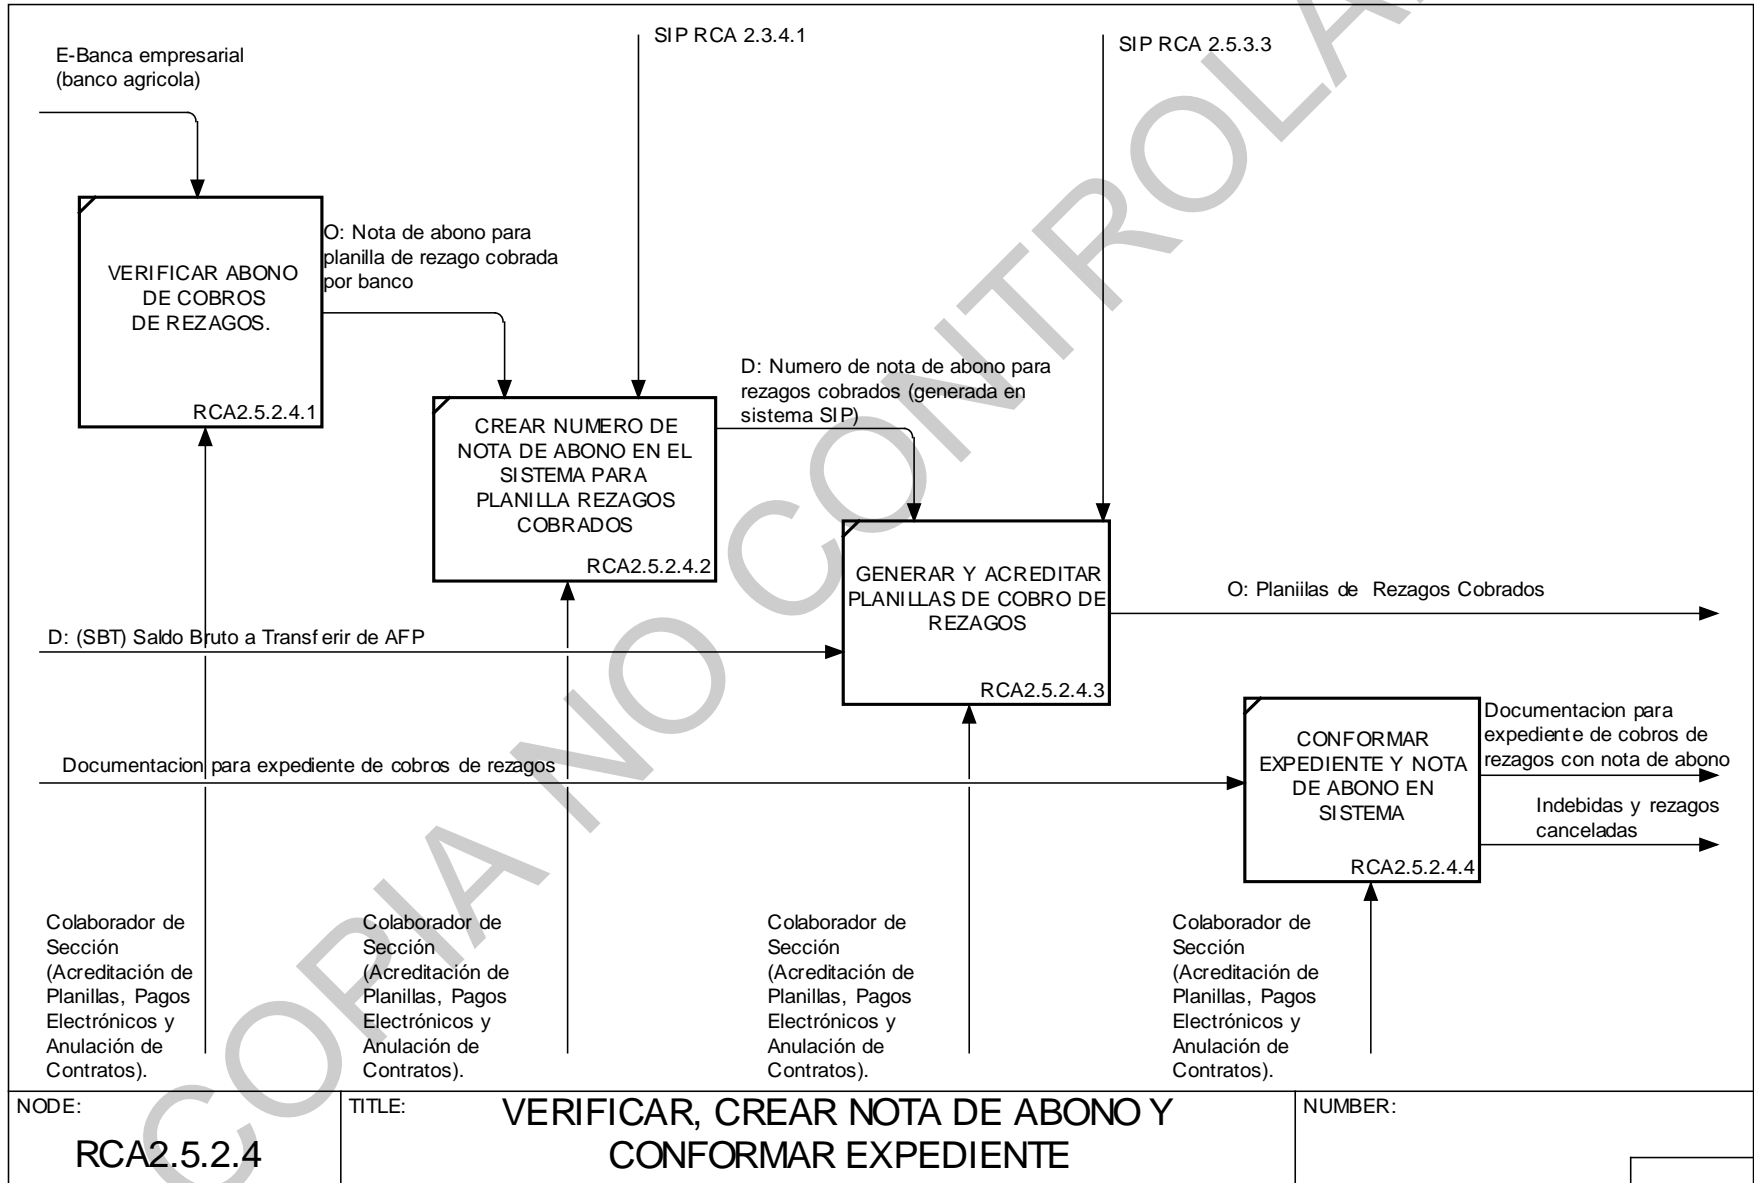 E-Banca empresarial
(banco agricola)
SIP RCA 2.3.4.1
SIP RCA 2.5.3.3
VERIFICAR ABONO
DE COBROS
DE REZAGOS.
RCA2.5.2.4.1
O: Nota de abono para
planilla de rezago cobrada
por banco
CREAR NUMERO DE
NOTA DE ABONO EN EL
SISTEMA PARA
PLANILLA REZAGOS
COBRADOS
RCA2.5.2.4.2
D: Numero de nota de abono para
rezagos cobrados (generada en
sistema SIP)
GENERAR Y ACREDITAR
PLANILLAS DE COBRO DE
REZAGOS
RCA2.5.2.4.3
O: Planiilas de Rezagos Cobrados
D: (SBT) Saldo Bruto a Transferir de AFP
Documentacion para expediente de cobros de rezagos
CONFORMAR
EXPEDIENTE Y NOTA
DE ABONO EN
SISTEMA
RCA2.5.2.4.4
Documentacion para
expediente de cobros de
rezagos con nota de abono
Indebidas y rezagos
canceladas
Colaborador de
Sección
(Acreditación de
Planillas, Pagos
Electrónicos y
Anulación de
Contratos).
Colaborador de
Sección
(Acreditación de
Planillas, Pagos
Electrónicos y
Anulación de
Contratos).
Colaborador de
Sección
(Acreditación de
Planillas, Pagos
Electrónicos y
Anulación de
Contratos).
Colaborador de
Sección
(Acreditación de
Planillas, Pagos
Electrónicos y
Anulación de
Contratos).
NODE:
RCA2.5.2.4
TITLE:
VERIFICAR, CREAR NOTA DE ABONO Y
CONFORMAR EXPEDIENTE
NUMBER:
COPIA NO CONTROLA